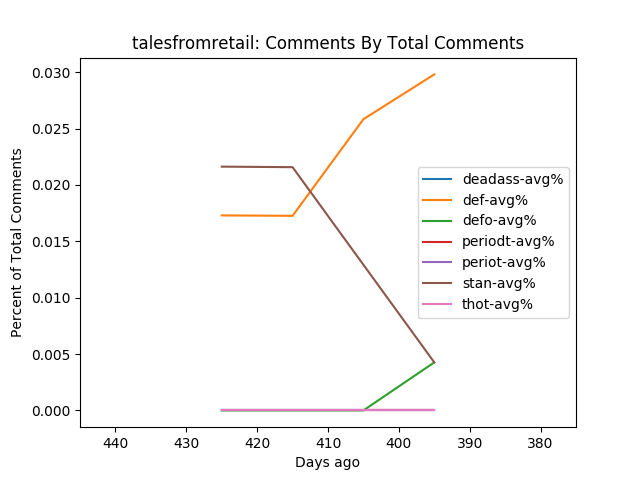 talesfromretail: Comments By Total Comments
Percent of Total Comments
0.030
0.025
0.020
0.015
0.010
0.005
0.000
deadass-avg%
def-avg%
defo-avg%
periodt-avg%
periot-avg%
stan-avg%
thot-avg%
440 430 420 410 400 390 380
Days ago